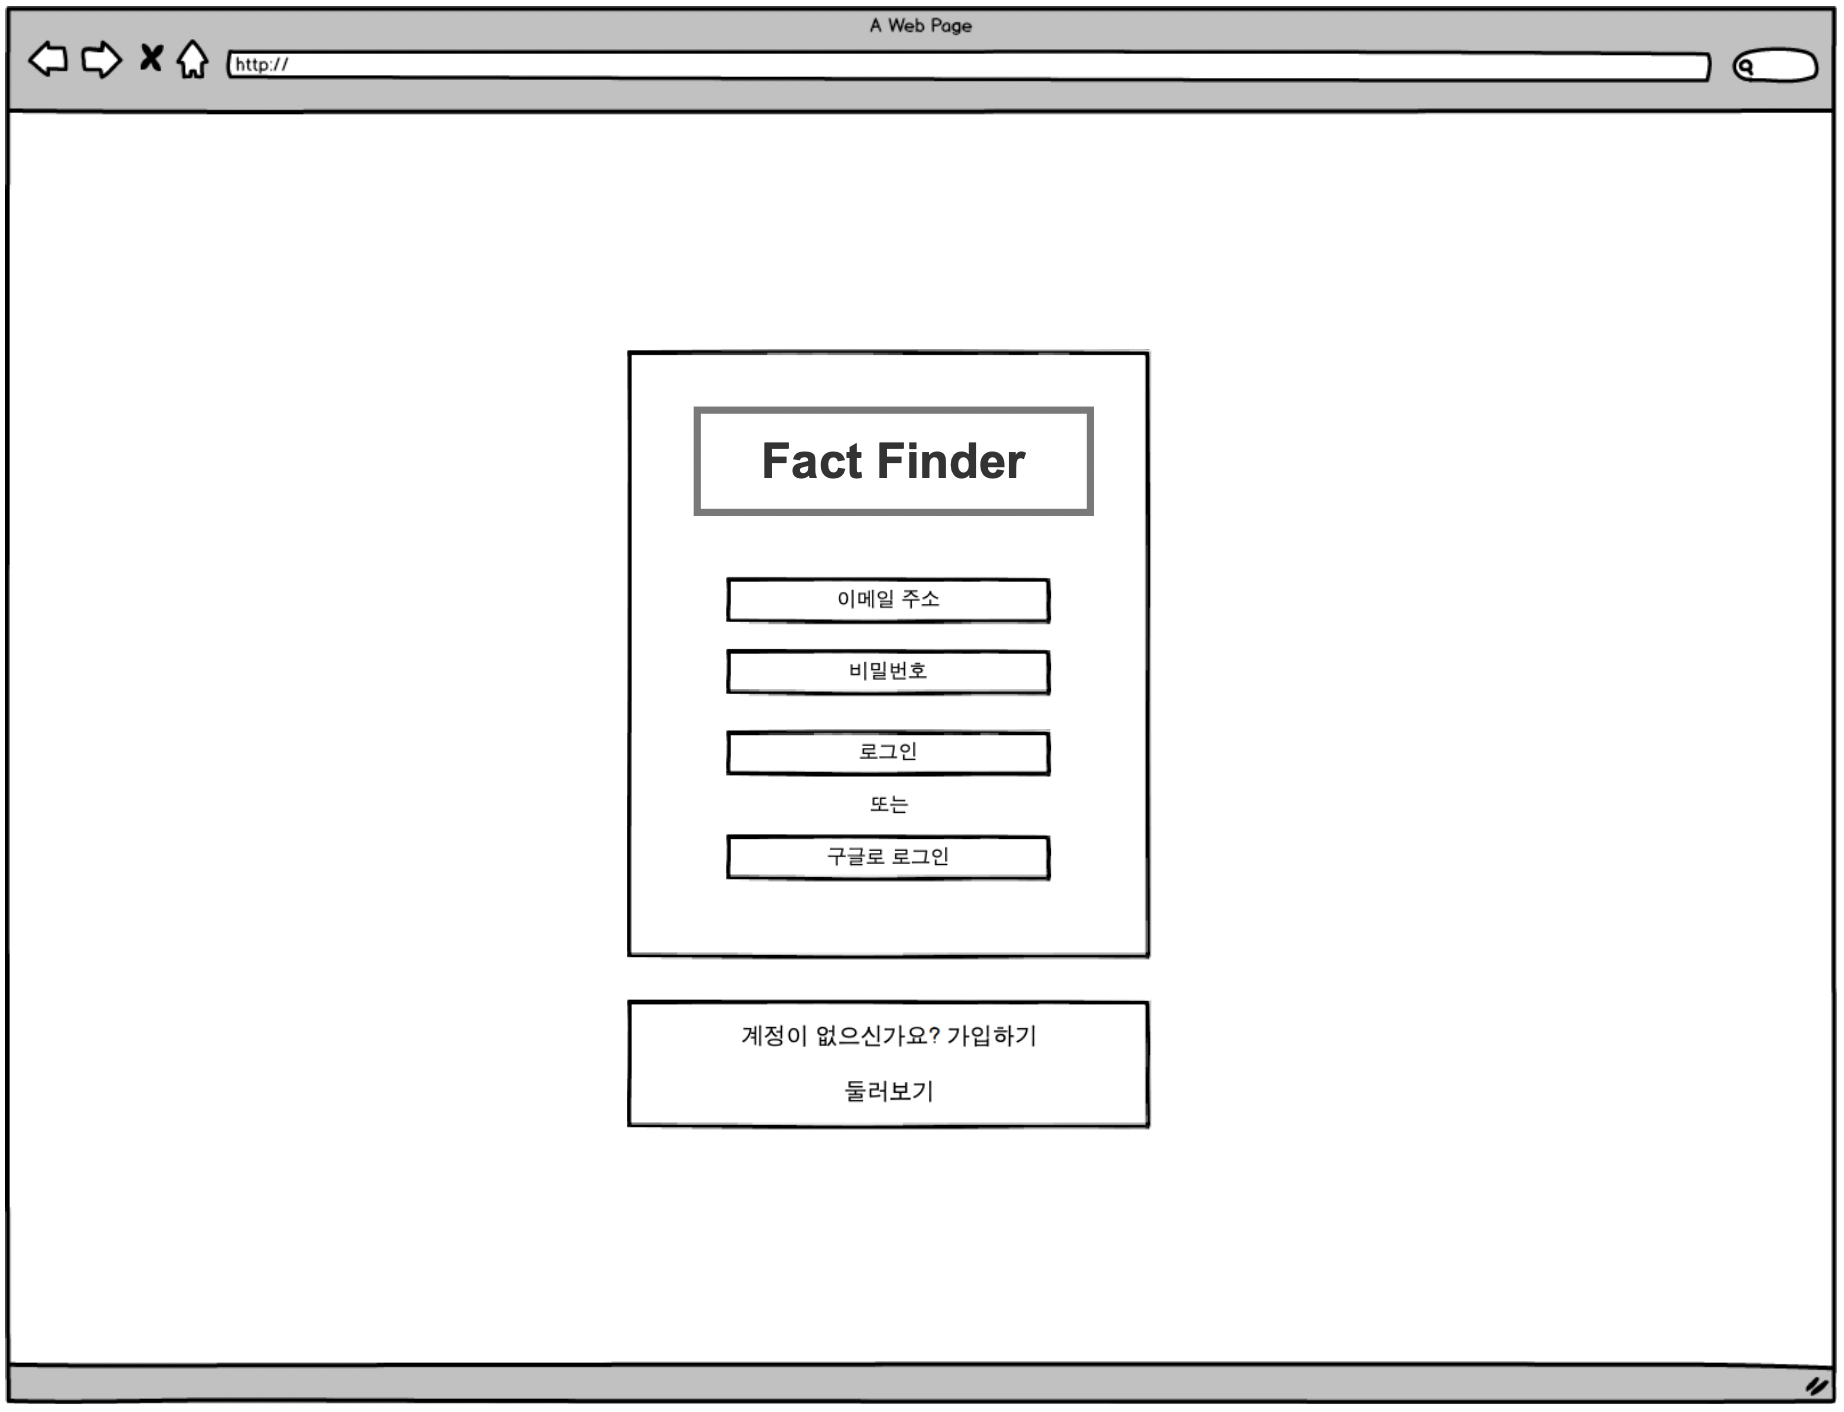 A Web Page
http://
Fact Finder
이메일 주소
비밀번호
로그인
또는
구글로 로그인
계정이 없으신가요? 가입하기
둘러보기